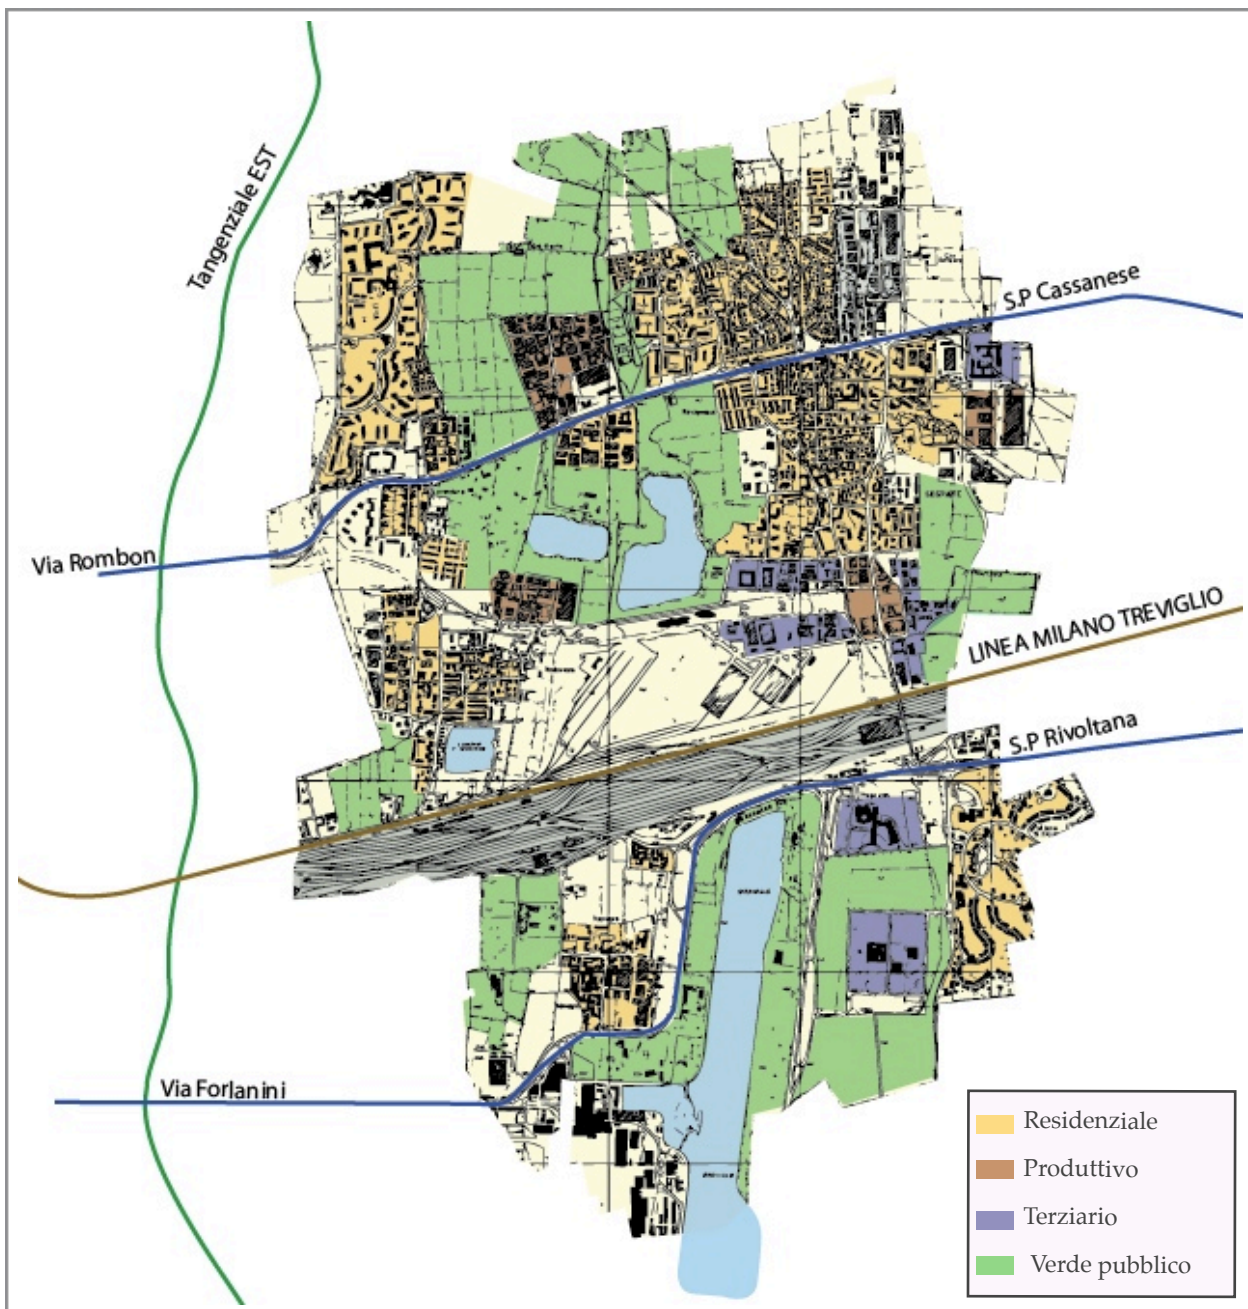 Tangenziale EST
S.P Cassanese
Via Rombon
LINEA MILANO TREVIGLIO
S.P Rivoltana
Via Forlanini
Residenziale
Produttivo
Terziario
Verde pubblico